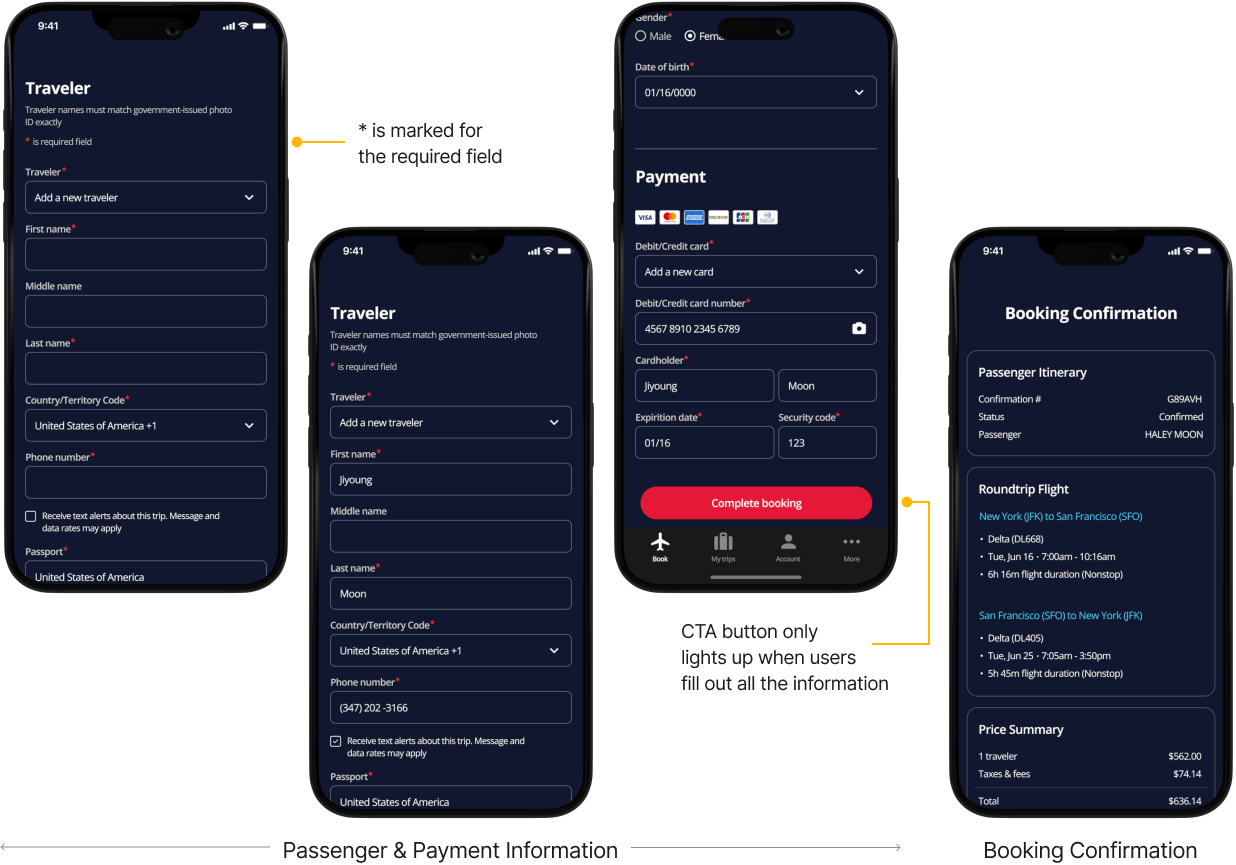 9:41
Traveler
Traveler names must match government-issued photo
ID exactly
* is required field
Traveler*
Add a new traveler
First name*
Middle name
Last name*
Country/Territory Code*
United States of America +1
Phone number*
Receive text alerts about this trip. Message and
data rates may apply
Passport*
United States of America
* is marked for
the required field
9:41
Traveler
Traveler names must match government-issued photo
ID exactly
* is required field
Traveler*
Add a new traveler
First name*
Jiyoung
Middle name
Last name*
Moon
Country/Territory Code*
United States of America +1
Phone number*
(347) 202 -3166
Receive text alerts about this trip. Message and
data rates may apply
Passport*
United States of America
Gender*
Male
Date of birth*
01/16/0000
Payment
VISA
DISCOVER
JCB
Debit/Credit card*
Add a new card
Debit/Credit card number*
4567 8910 2345 6789
Cardholder*
Jiyoung Moon
Expirition date* Security code*
01/16 123
Complete booking
Book My trips Account More
CTA button only
lights up when users
fill out all the information
9:41
Booking Confirmation
Passenger Itinerary
Confirmation # G89AVH
Status Confirmed
Passenger HALEY MOON
Roundtrip Flight
New York (JFK) to San Francisco (SFO)
• Delta (DL668)
• Tue, Jun 16 · 7:00am - 10:16am
• 6h 16m flight duration (Nonstop)
San Francisco (SFO) to New York (JFK)
• Delta (DL405)
• Tue, Jun 25 · 7:05am - 3:50pm
• 5h 45m flight duration (Nonstop)
Price Summary
1 traveler $562.00
Taxes & fees $74.14
Total $636.14
Passenger & Payment Information
Booking Confirmation